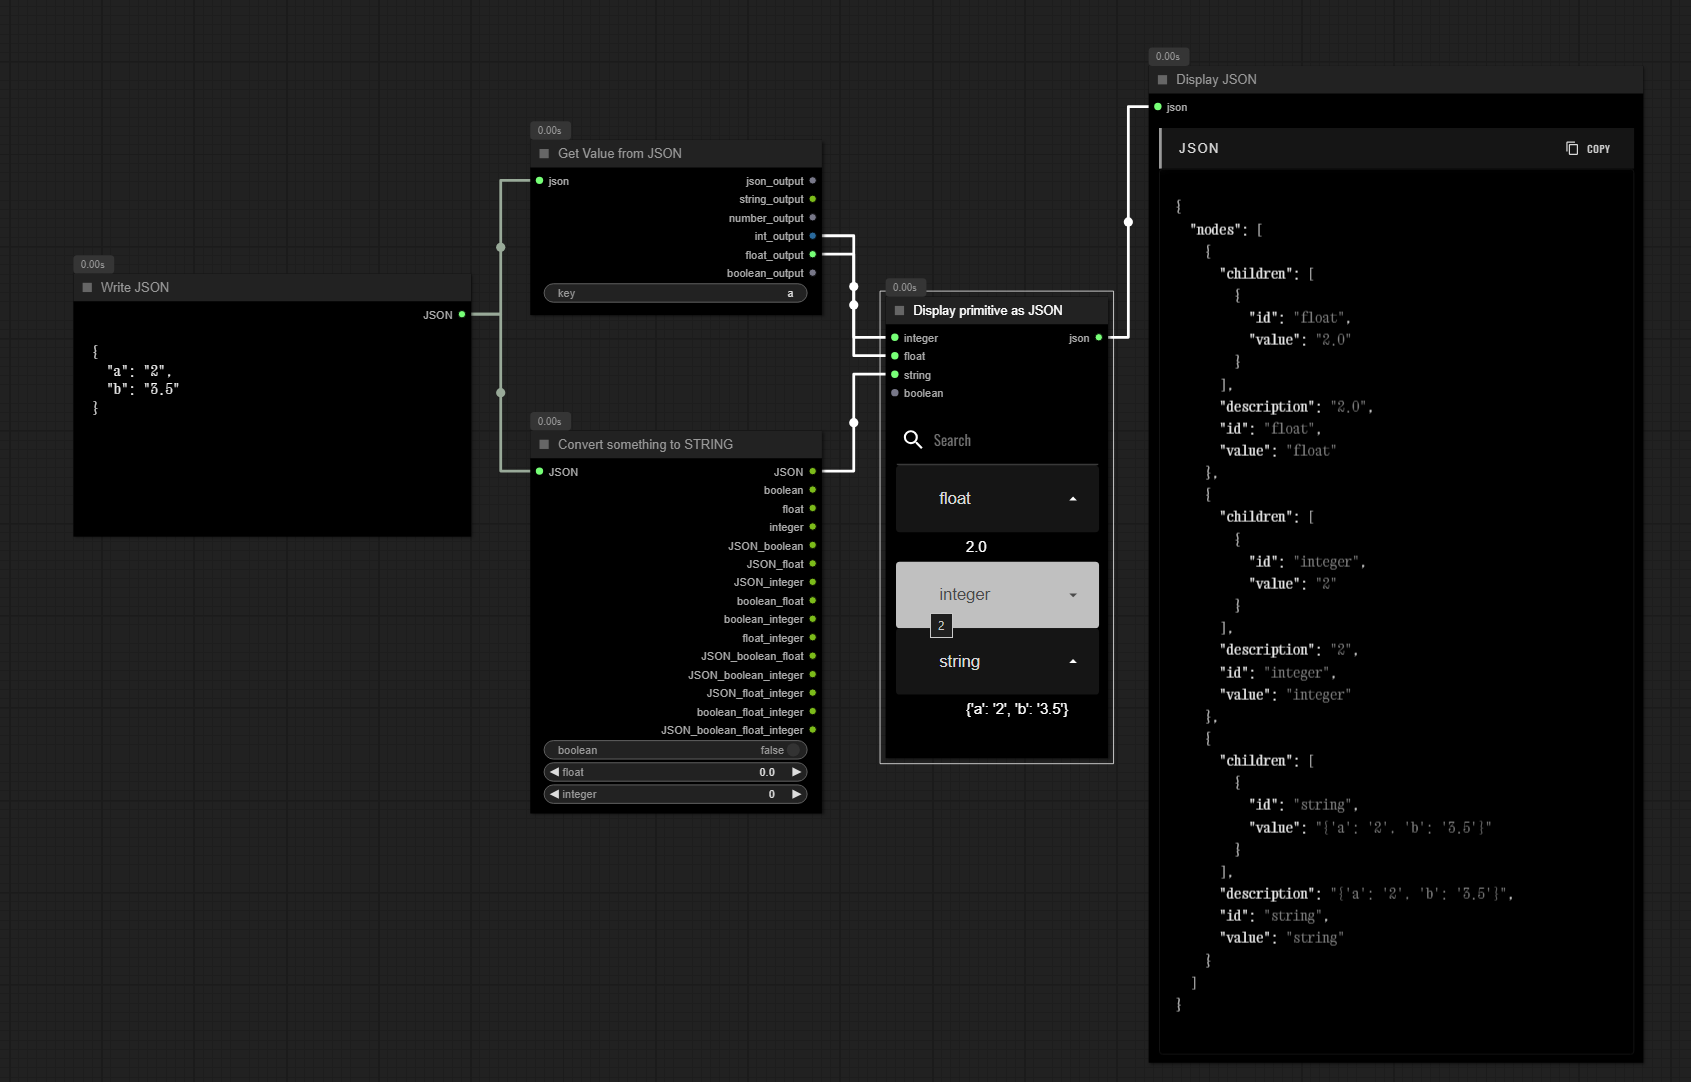 0.00s
Write JSON
JSON
{
"a": "2",
"b": "3.5"
}
0.00s
Get Value from JSON
json
json_output
string_output
number_output
int_output
float_output
boolean_output
key a
0.00s
Convert something to STRING
JSON JSON
boolean
float
integer
JSON_boolean
JSON_float
JSON_integer
boolean_float
boolean_integer
float_integer
JSON_boolean_float
JSON_boolean_integer
JSON_float_integer
boolean_float_integer
JSON_boolean_float_integer
boolean false
float 0.0
integer 0
0.00s
Display primitive as JSON
integer json
float
string
boolean
Search
float
2.0
integer
2
string
{'a': '2', 'b': '3.5'}
0.00s
Display JSON
json
JSON COPY
{
"nodes": [
{
"children": [
{
"id": "float",
"value": "2.0"
}
],
"description": "2.0",
"id": "float",
"value": "float"
},
{
"children": [
{
"id": "integer",
"value": "2"
}
],
"description": "2",
"id": "integer",
"value": "integer"
},
{
"children": [
{
"id": "string",
"value": "{'a': '2', 'b': '3.5'}"
}
],
"description": "{'a': '2', 'b': '3.5'}",
"id": "string",
"value": "string"
}
]
}